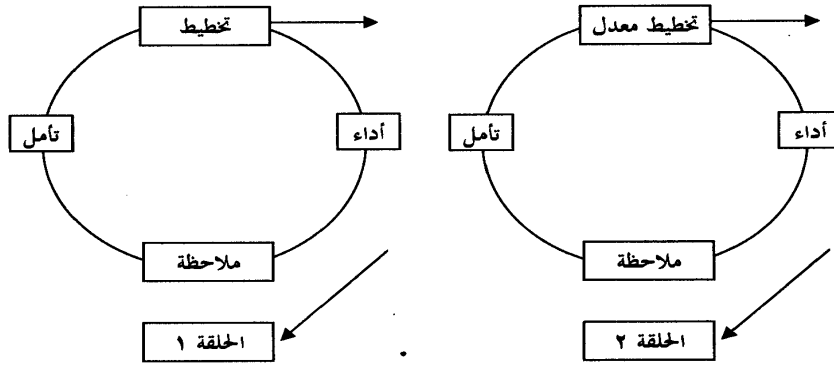 تخطيط
أداء
تأمل
ملاحظة
الحلقة ١
تخطيط معدل
أداء
تأمل
ملاحظة
الحلقة ٢